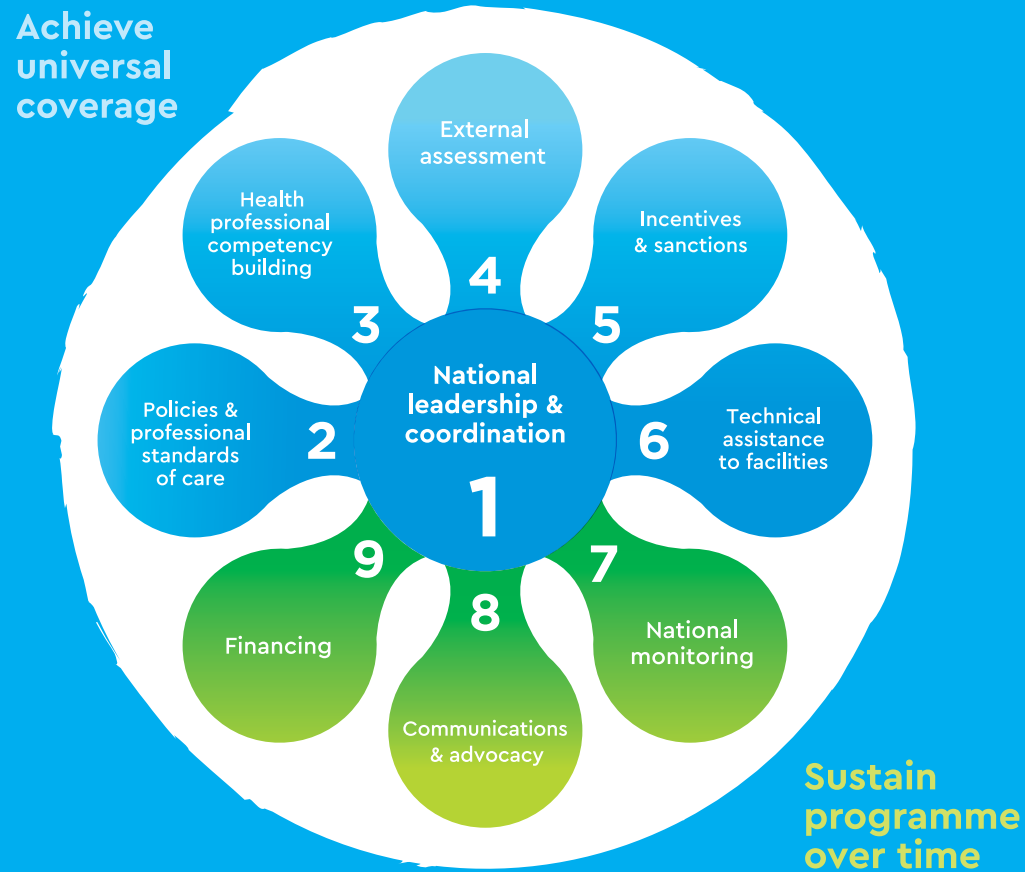 Achieve
universal
coverage
External
assessment
4
Health
professional
competency
building
3
Incentives
& sanctions
5
National
leadership &
coordination
1
Policies &
professional
standards
of care
2
6
Technical
assistance
to facilities
9
Financing
7
National
monitoring
8
Communications
& advocacy
Sustain
programme
over time